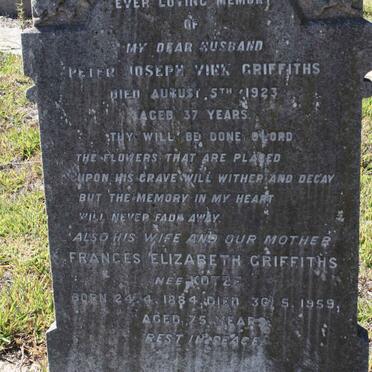 EVER LOVING MEMORY
OF
MY DEAR HUSBAND
PETER JOSEPH VINK GRIFFITHS
DIED AUGUST 5TH 1923
AGED 37 YEARS.
THY WILL BE DONE O LORD
THE FLOWERS THAT ARE PLACED
UPON HIS GRAVE WILL WITHER AND DECAY
BUT THE MEMORY IN MY HEART
WILL NEVER FADE AWAY.
ALSO HIS WIFE AND OUR MOTHER
FRANCES ELIZABETH GRIFFITHS
NEE KOTZE
BORN 24.4.1884, DIED 30.5.1959,
AGED 75 YEARS
REST IN PEACE